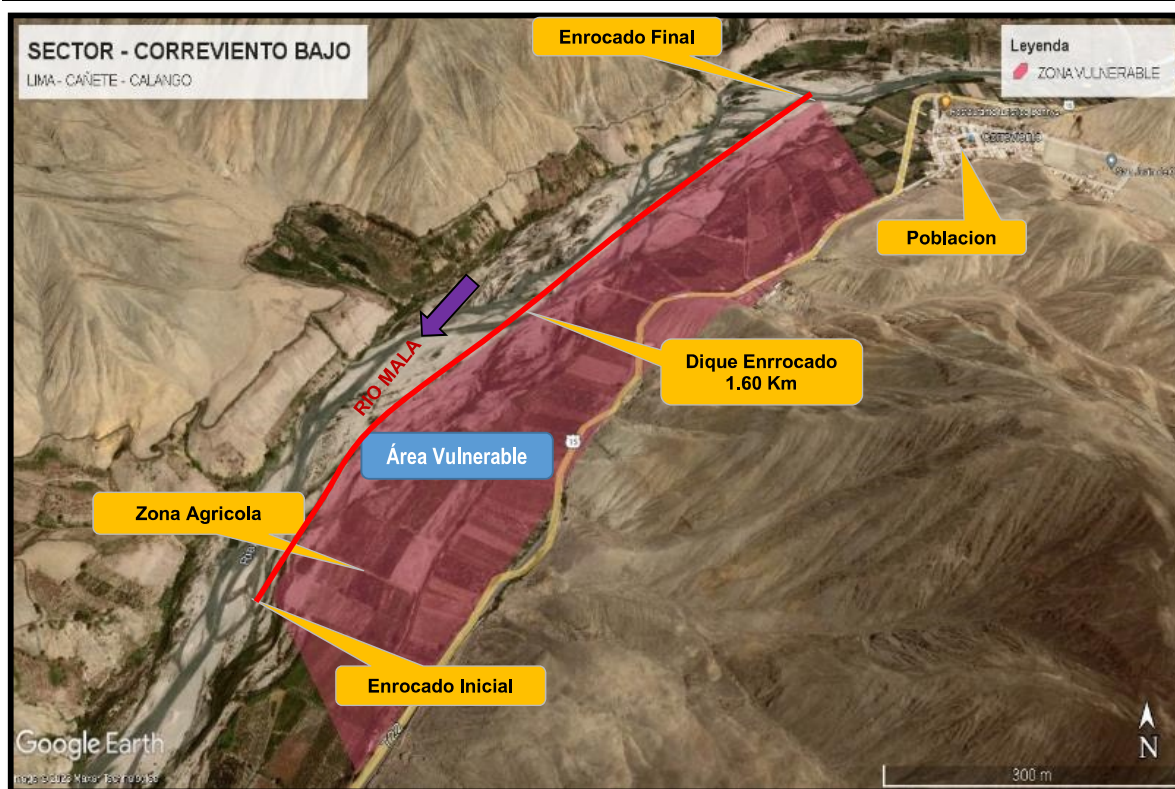 SECTOR - CORREVIENTO BAJO
LIMA - CAÑETE - CALANGO
Enrocado Final
Leyenda
ZONA VULNERABLE
Poblacion
Dique Enrrocado
1.60 Km
RIO MALA
15
Área Vulnerable
Zona Agricola
Enrocado Inicial
Google Earth
N
300 m